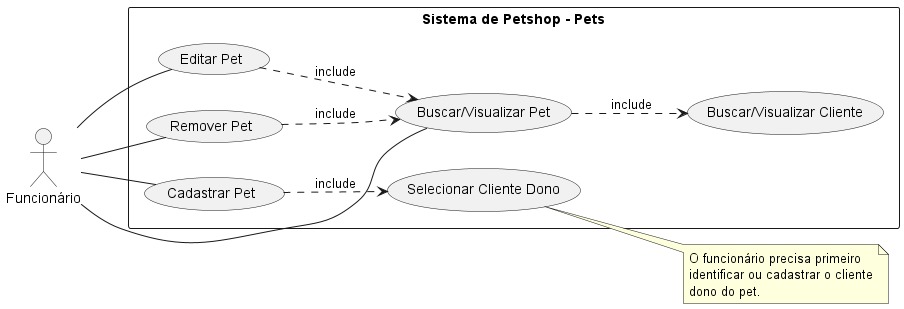 Sistema de Petshop - Pets
Editar Pet
include
Buscar/Visualizar Pet
include
Buscar/Visualizar Cliente
Remover Pet
include
Funcionário
Cadastrar Pet
include
Selecionar Cliente Dono
O funcionário precisa primeiro
identificar ou cadastrar o cliente
dono do pet.